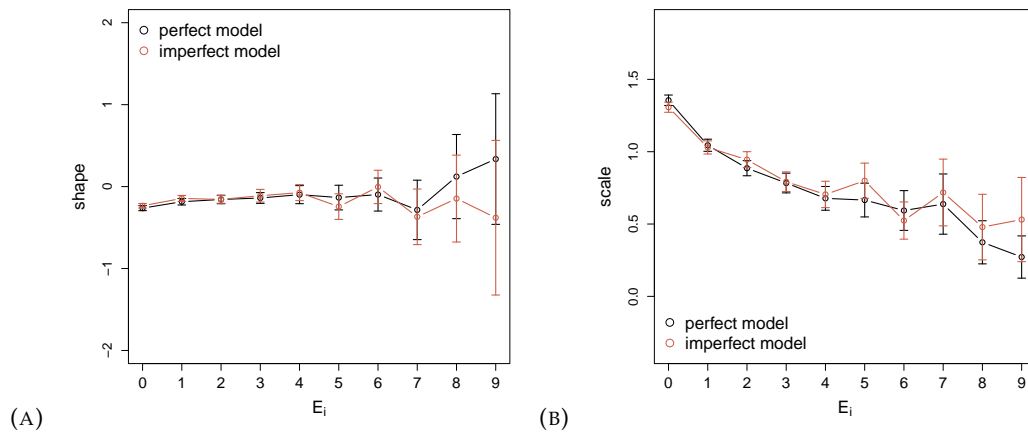 2
1
0
−1
−2
shape
perfect model
imperfect model
0 1 2 3 4 5 6 7 8 9
E i
(A)
1.5
1.0
0.5
0.0
scale
perfect model
imperfect model
0 1 2 3 4 5 6 7 8 9
E i
(B)